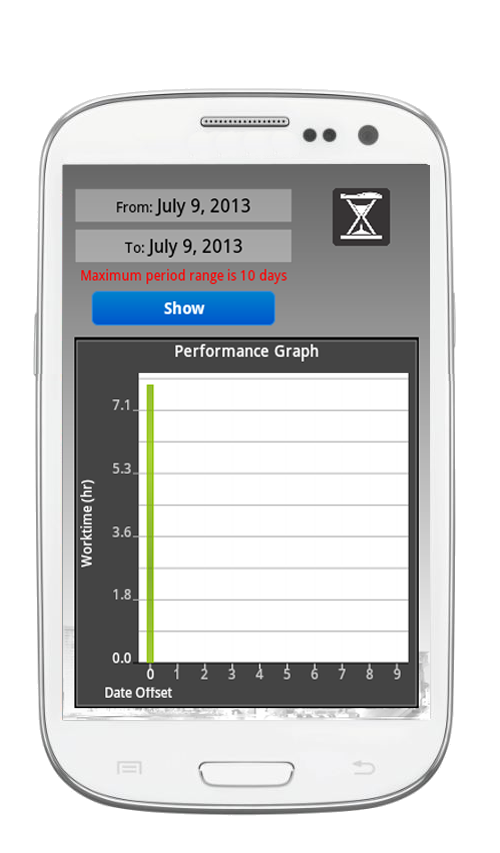 From: July 9, 2013
To: July 9, 2013
Maximum period range is 10 days
Show
Performance Graph
7.1
5.3
3.6
1.8
0.0
Worktime (hr)
0 1 2 3 4 5 6 7 8 9
Date Offset